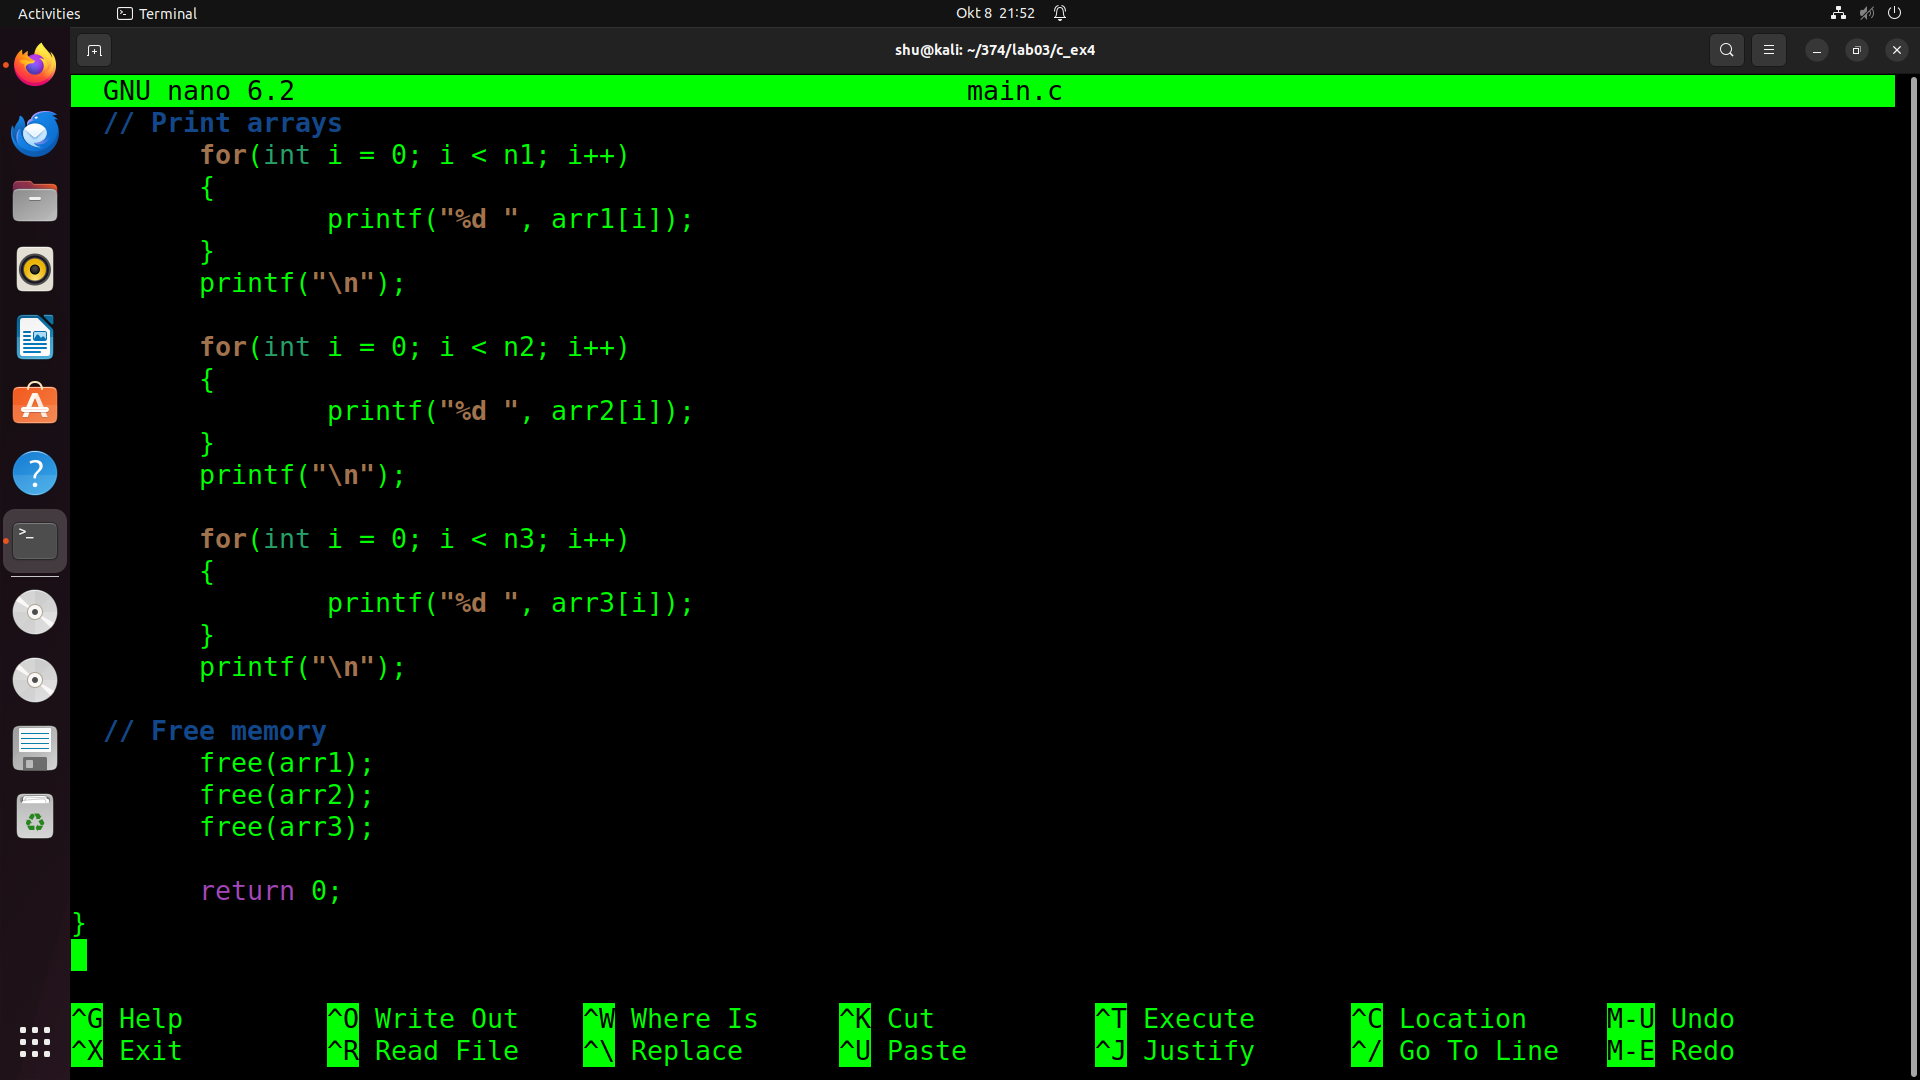 Activities Terminal Okt 8 21:52
shu@kali: ~/374/lab03/c_ex4
GNU nano 6.2 main.c
// Print arrays
for(int i = 0; i < n1; i++)
{
printf("%d ", arr1[i]);
}
printf("\n");
for(int i = 0; i < n2; i++)
{
printf("%d ", arr2[i]);
}
printf("\n");
for(int i = 0; i < n3; i++)
{
printf("%d ", arr3[i]);
}
printf("\n");
// Free memory
free(arr1);
free(arr2);
free(arr3);
return 0;
}
^G Help ^O Write Out ^W Where Is ^K Cut ^T Execute ^C Location M-U Undo
^X Exit ^R Read File ^\ Replace ^U Paste ^J Justify ^/ Go To Line M-E Redo